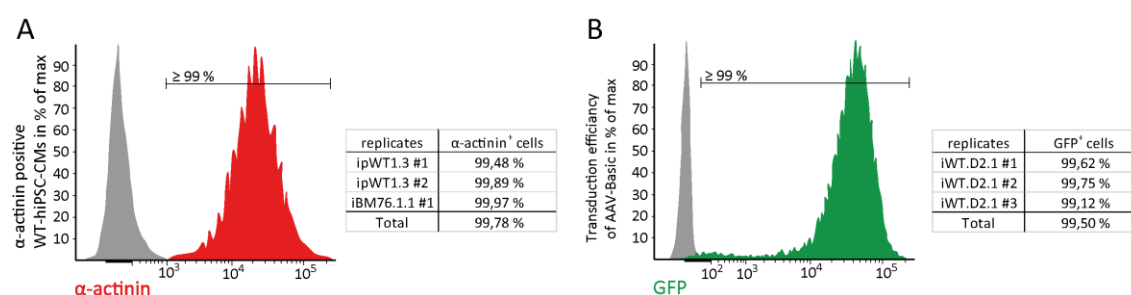 A
α-actinin positive
WT-hiPSC-CMs in % of max
90
80
70
60
50
40
30
20
10
≥ 99 %
10³
10⁴
10⁵
α-actinin
replicates α-actinin⁺ cells
ipWT1.3 #1 99,48 %
ipWT1.3 #2 99,89 %
iBM76.1.1 #1 99,97 %
Total 99,78 %
B
Transduction efficiancy
of AAV-Basic in % of max
90
80
70
60
50
40
30
20
10
≥ 99 %
10²
10³
10⁴
10⁵
GFP
replicates GFP⁺ cells
iWT.D2.1 #1 99,62 %
iWT.D2.1 #2 99,75 %
iWT.D2.1 #3 99,12 %
Total 99,50 %